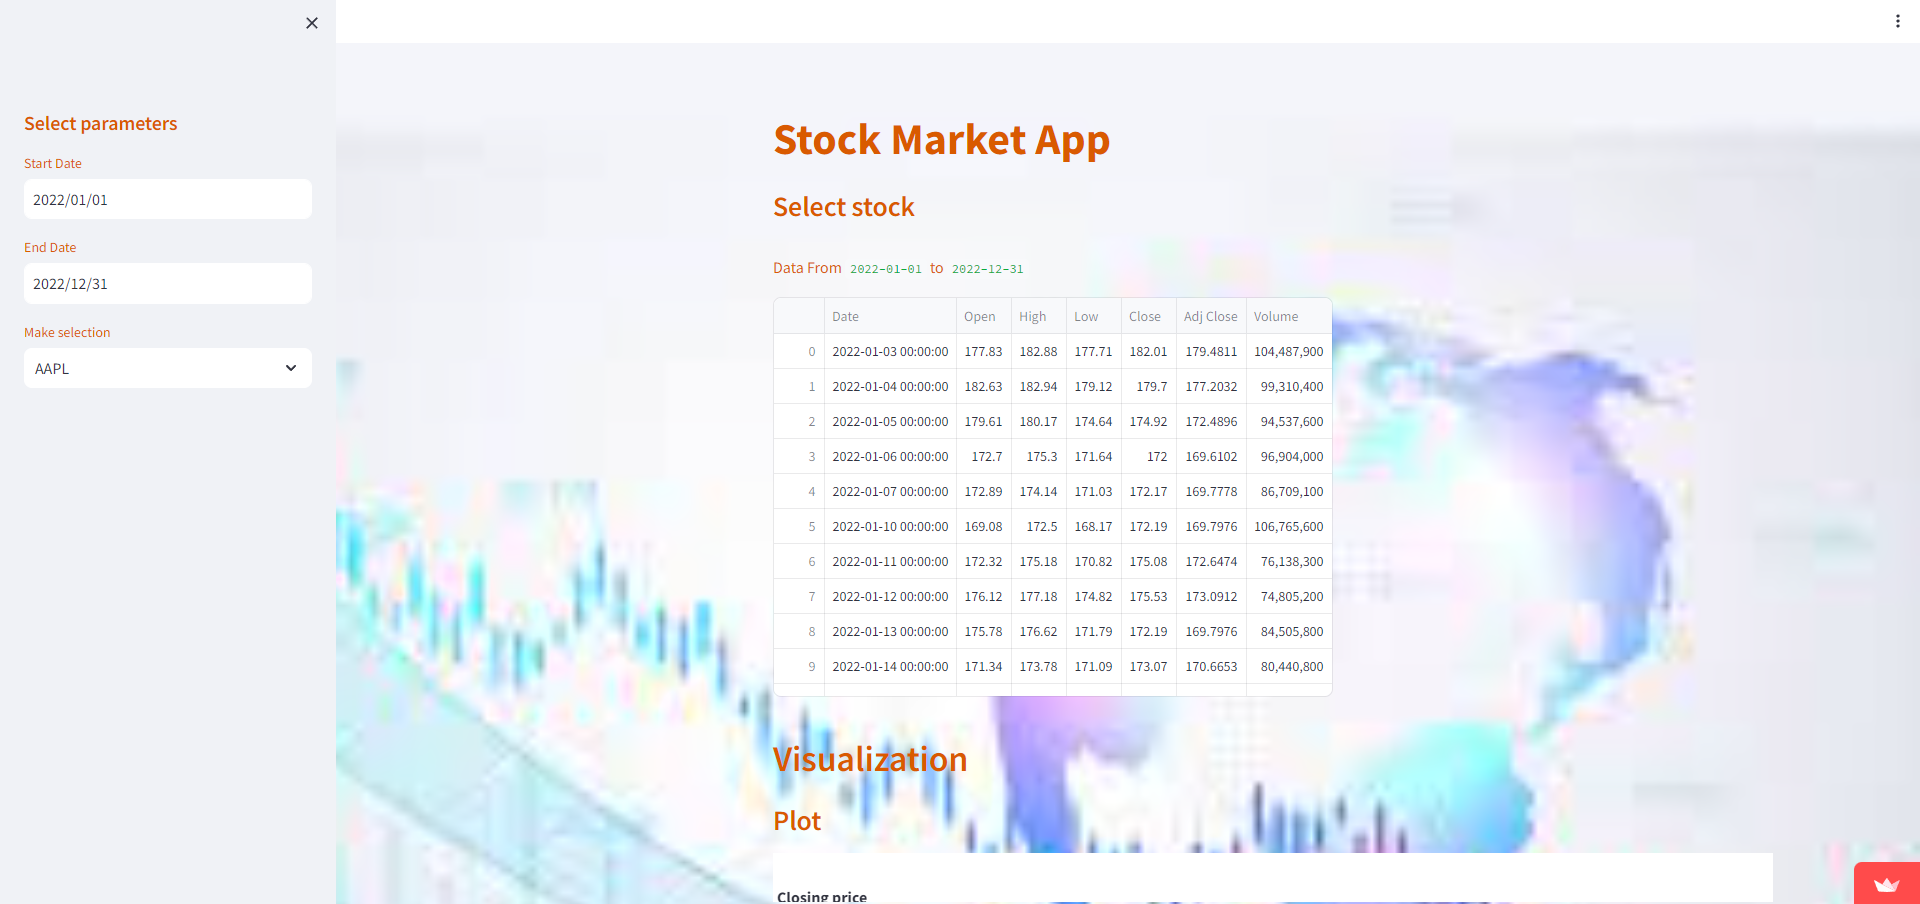 Select parameters
Start Date
2022/01/01
End Date
2022/12/31
Make selection
AAPL
Stock Market App
Select stock
Data From 2022-01-01 to 2022-12-31
Date Open High Low Close Adj Close Volume
0 2022-01-03 00:00:00 177.83 182.88 177.71 182.01 179.4811 104,487,900
1 2022-01-04 00:00:00 182.63 182.94 179.12 179.7 177.2032 99,310,400
2 2022-01-05 00:00:00 179.61 180.17 174.64 174.92 172.4896 94,537,600
3 2022-01-06 00:00:00 172.7 175.3 171.64 172 169.6102 96,904,000
4 2022-01-07 00:00:00 172.89 174.14 171.03 172.17 169.7778 86,709,100
5 2022-01-10 00:00:00 169.08 172.5 168.17 172.19 169.7976 106,765,600
6 2022-01-11 00:00:00 172.32 175.18 170.82 175.08 172.6474 76,138,300
7 2022-01-12 00:00:00 176.12 177.18 174.82 175.53 173.0912 74,805,200
8 2022-01-13 00:00:00 175.78 176.62 171.79 172.19 169.7976 84,505,800
9 2022-01-14 00:00:00 171.34 173.78 171.09 173.07 170.6653 80,440,800
Visualization
Plot
Closing price